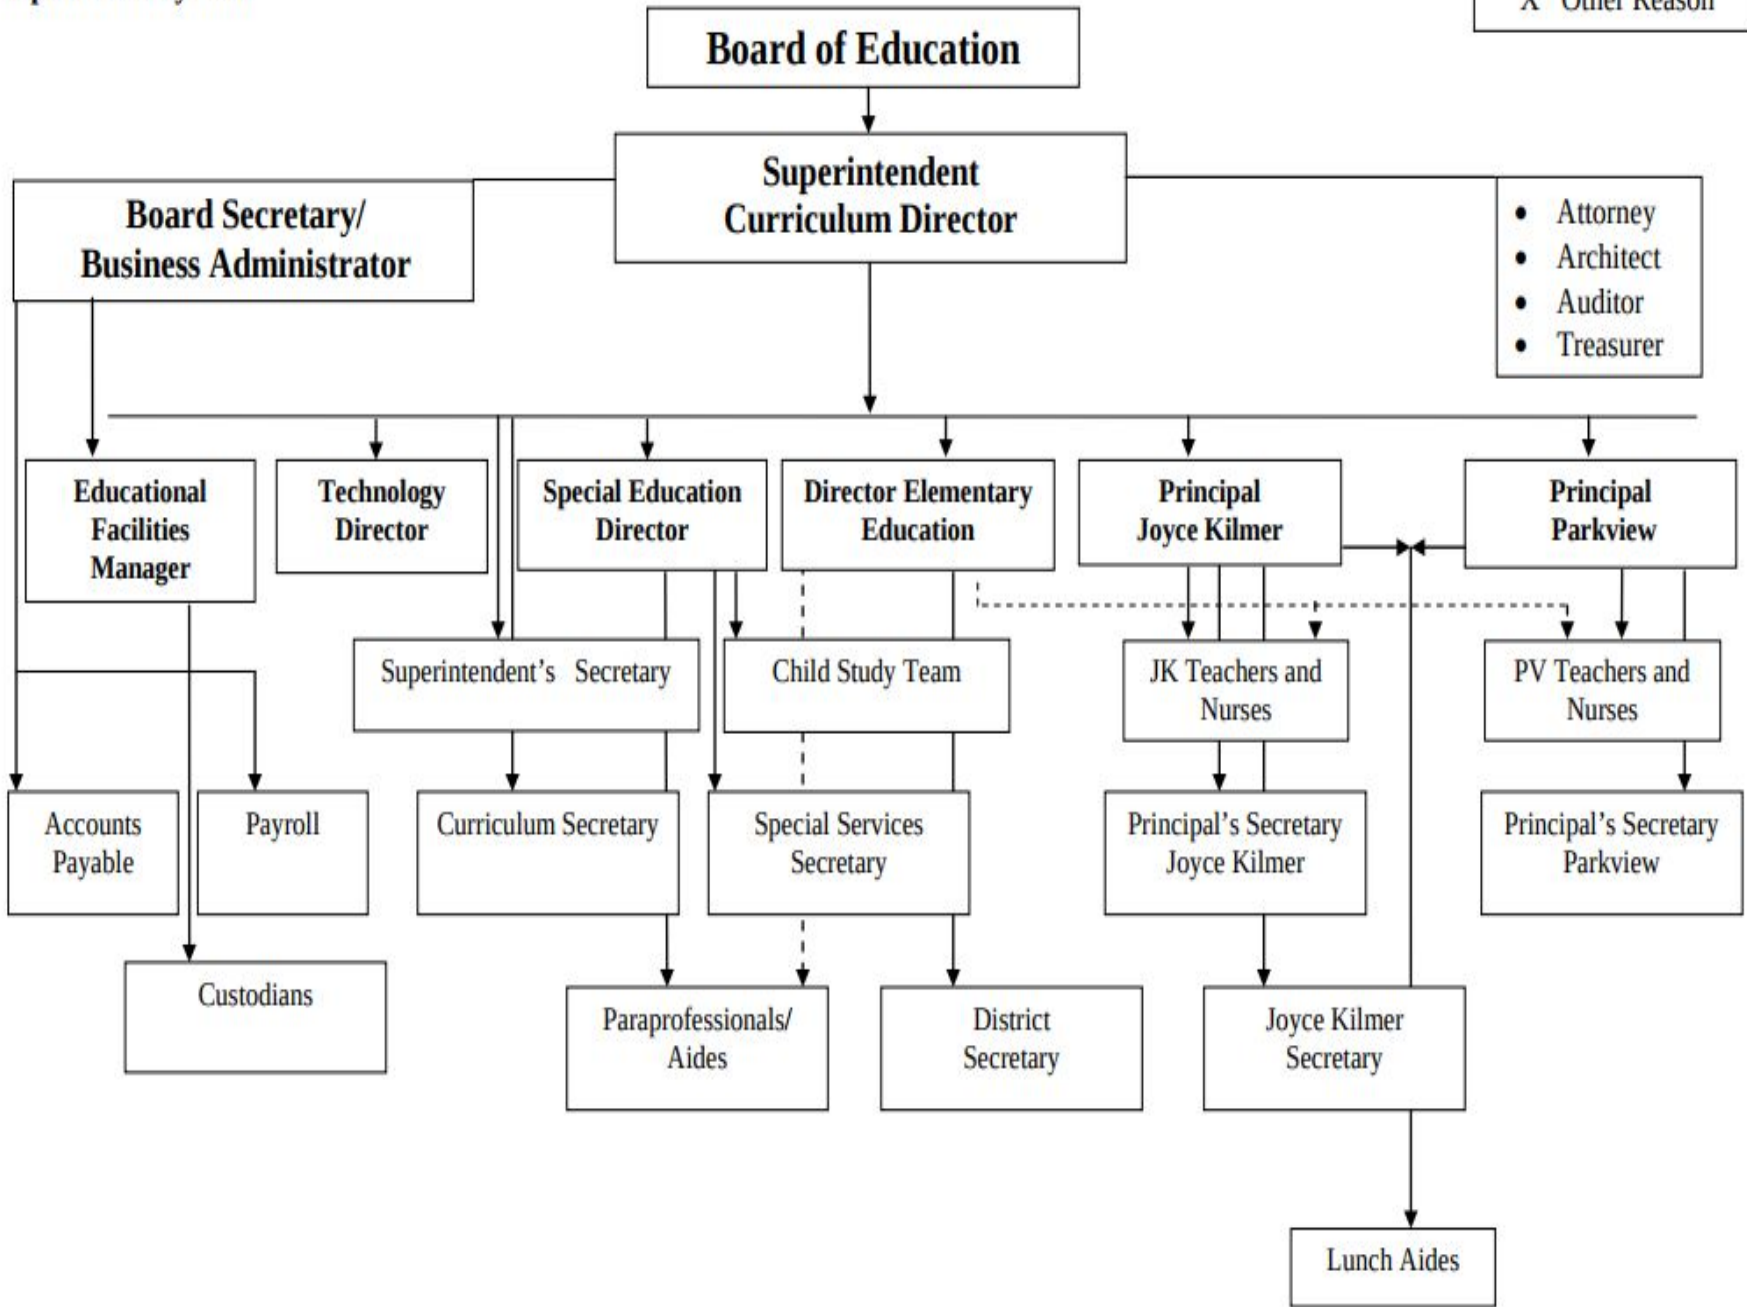 X Other Reason
Board of Education
Superintendent
Curriculum Director
Board Secretary/
Business Administrator
• Attorney
• Architect
• Auditor
• Treasurer
Educational
Facilities
Manager
Technology
Director
Special Education
Director
Director Elementary
Education
Principal
Joyce Kilmer
Principal
Parkview
Superintendent's Secretary
Child Study Team
JK Teachers and
Nurses
PV Teachers and
Nurses
Accounts
Payable
Payroll
Curriculum Secretary
Special Services
Secretary
Principal's Secretary
Joyce Kilmer
Principal's Secretary
Parkview
Custodians
Paraprofessionals/
Aides
District
Secretary
Joyce Kilmer
Secretary
Lunch Aides